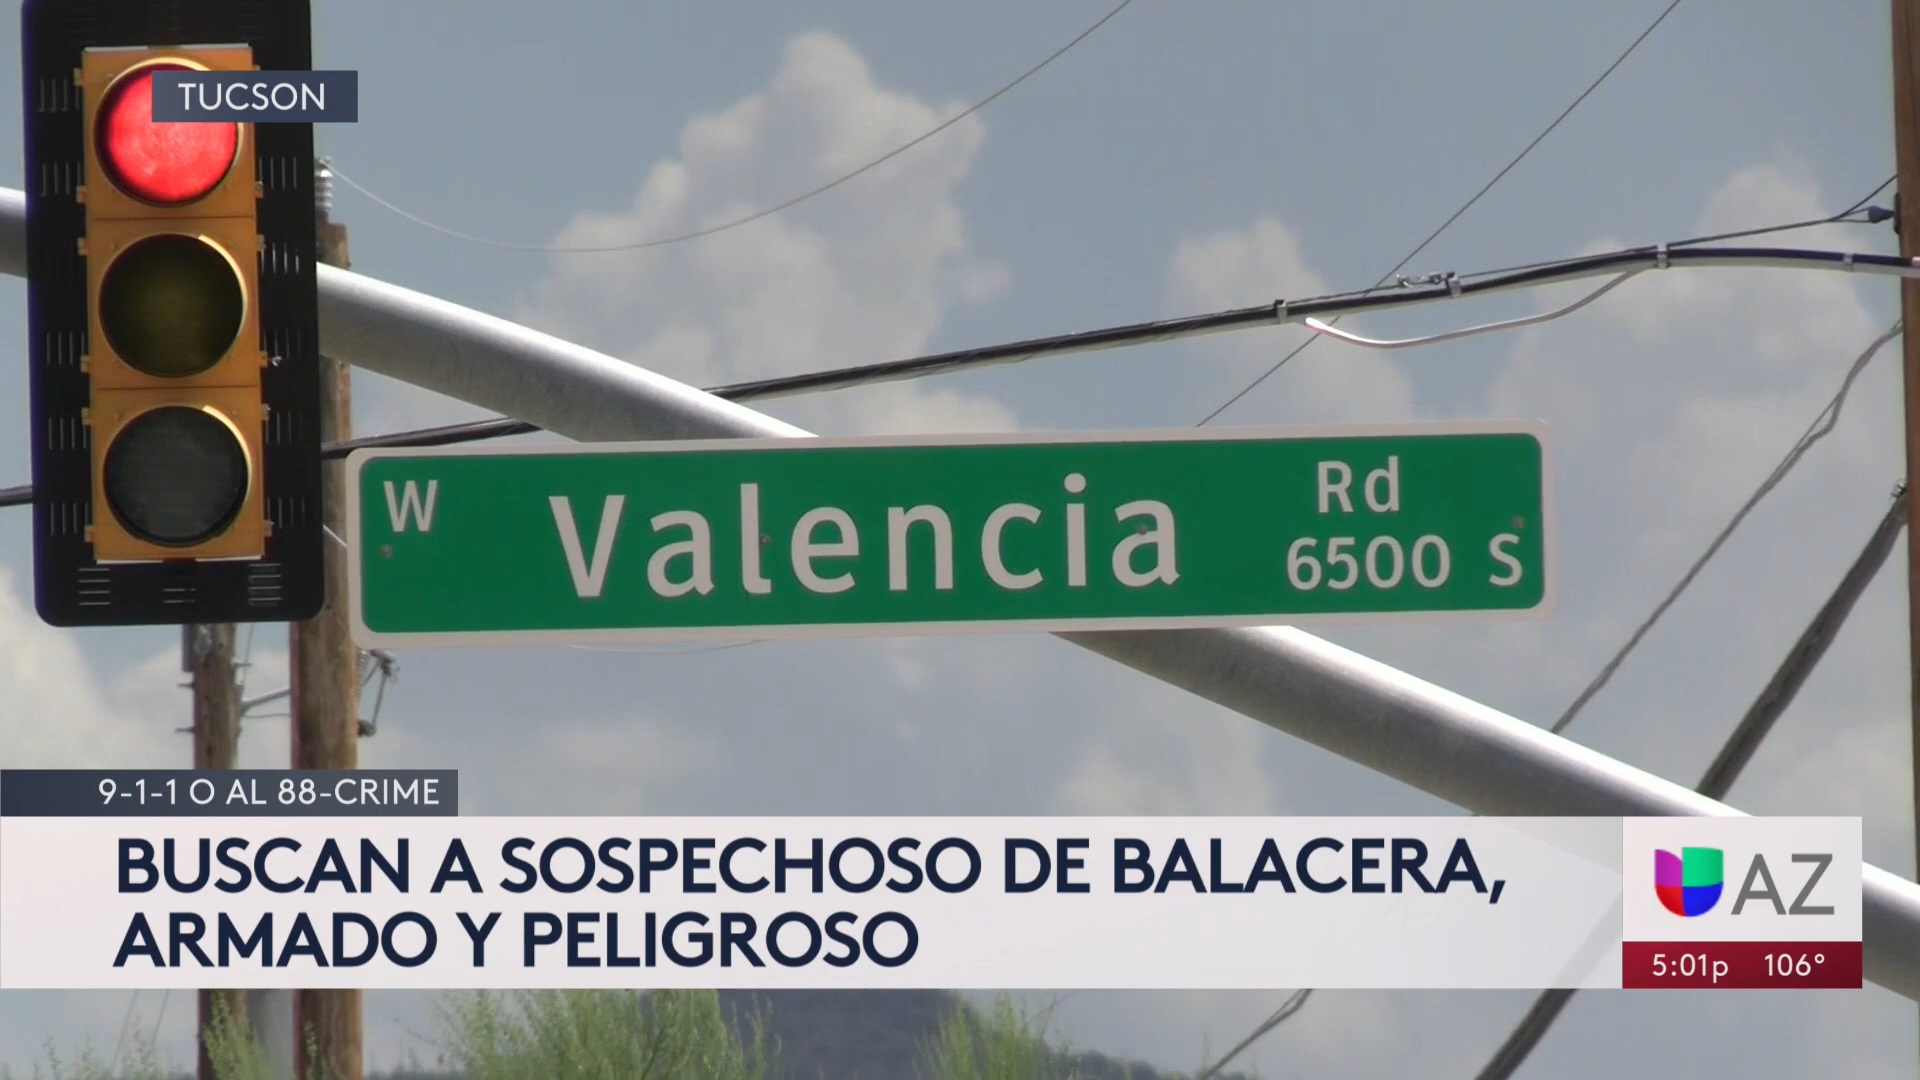 TUCSON
W Valencia Rd
6500 S
9-1-1 O AL 88-CRIME
BUSCAN A SOSPECHOSO DE BALACERA,
ARMADO Y PELIGROSO
AZ
5:01p 106°